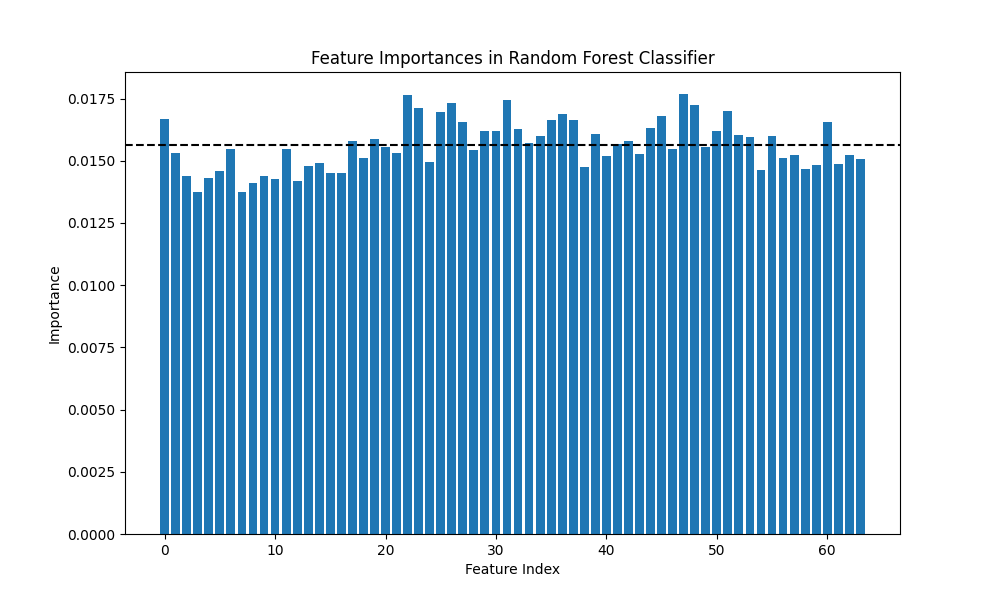 Feature Importances in Random Forest Classifier
Importance
0.0175
0.0150
0.0125
0.0100
0.0075
0.0050
0.0025
0.0000
0 10 20 30 40 50 60
Feature Index